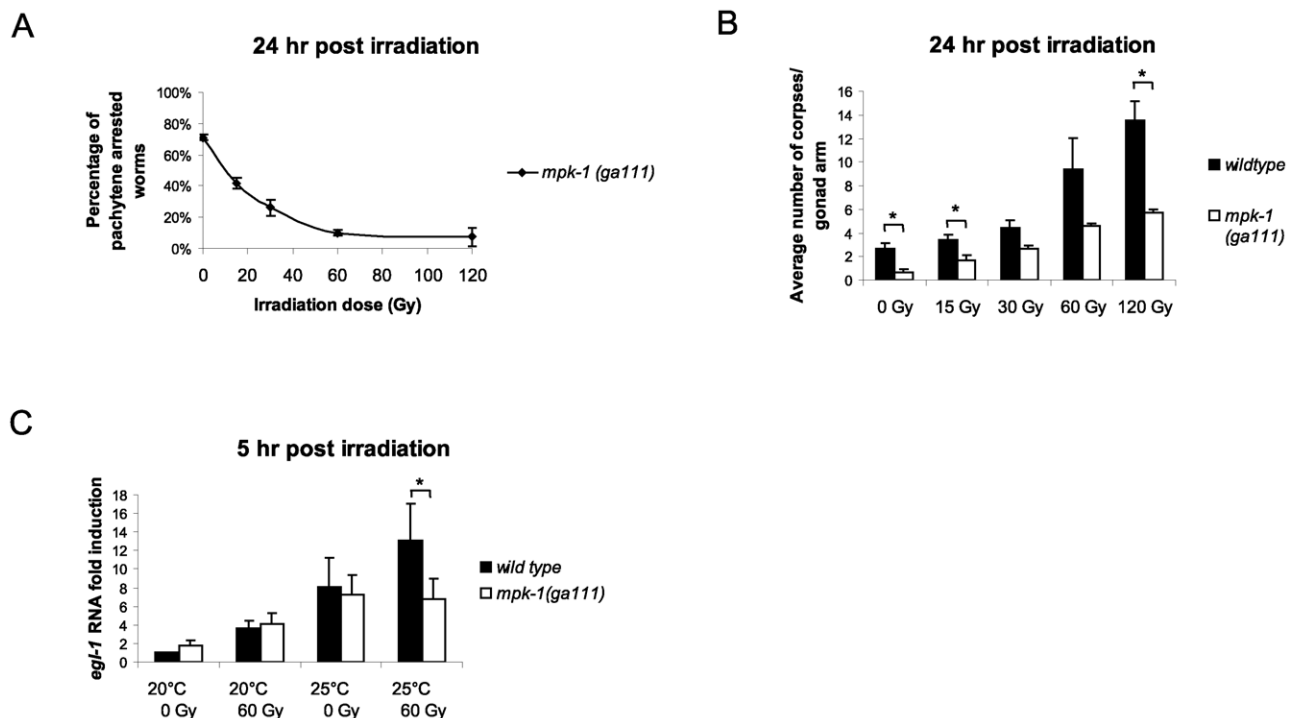 A
24 hr post irradiation
Percentage of
pachytene arrested
worms
100%
80%
60%
40%
20%
0%
0 20 40 60 80 100 120
Irradiation dose (Gy)
mpk-1 (ga111)
B
24 hr post irradiation
Average number of corpses/
gonad arm
16
14
12
10
8
6
4
2
0
* * *
0 Gy 15 Gy 30 Gy 60 Gy 120 Gy
wildtype
mpk-1
(ga111)
C
5 hr post irradiation
egl-1 RNA fold induction
18
16
14
12
10
8
6
4
2
0
*
20°C 20°C 25°C 25°C
0 Gy 60 Gy 0 Gy 60 Gy
wild type
mpk-1(ga111)